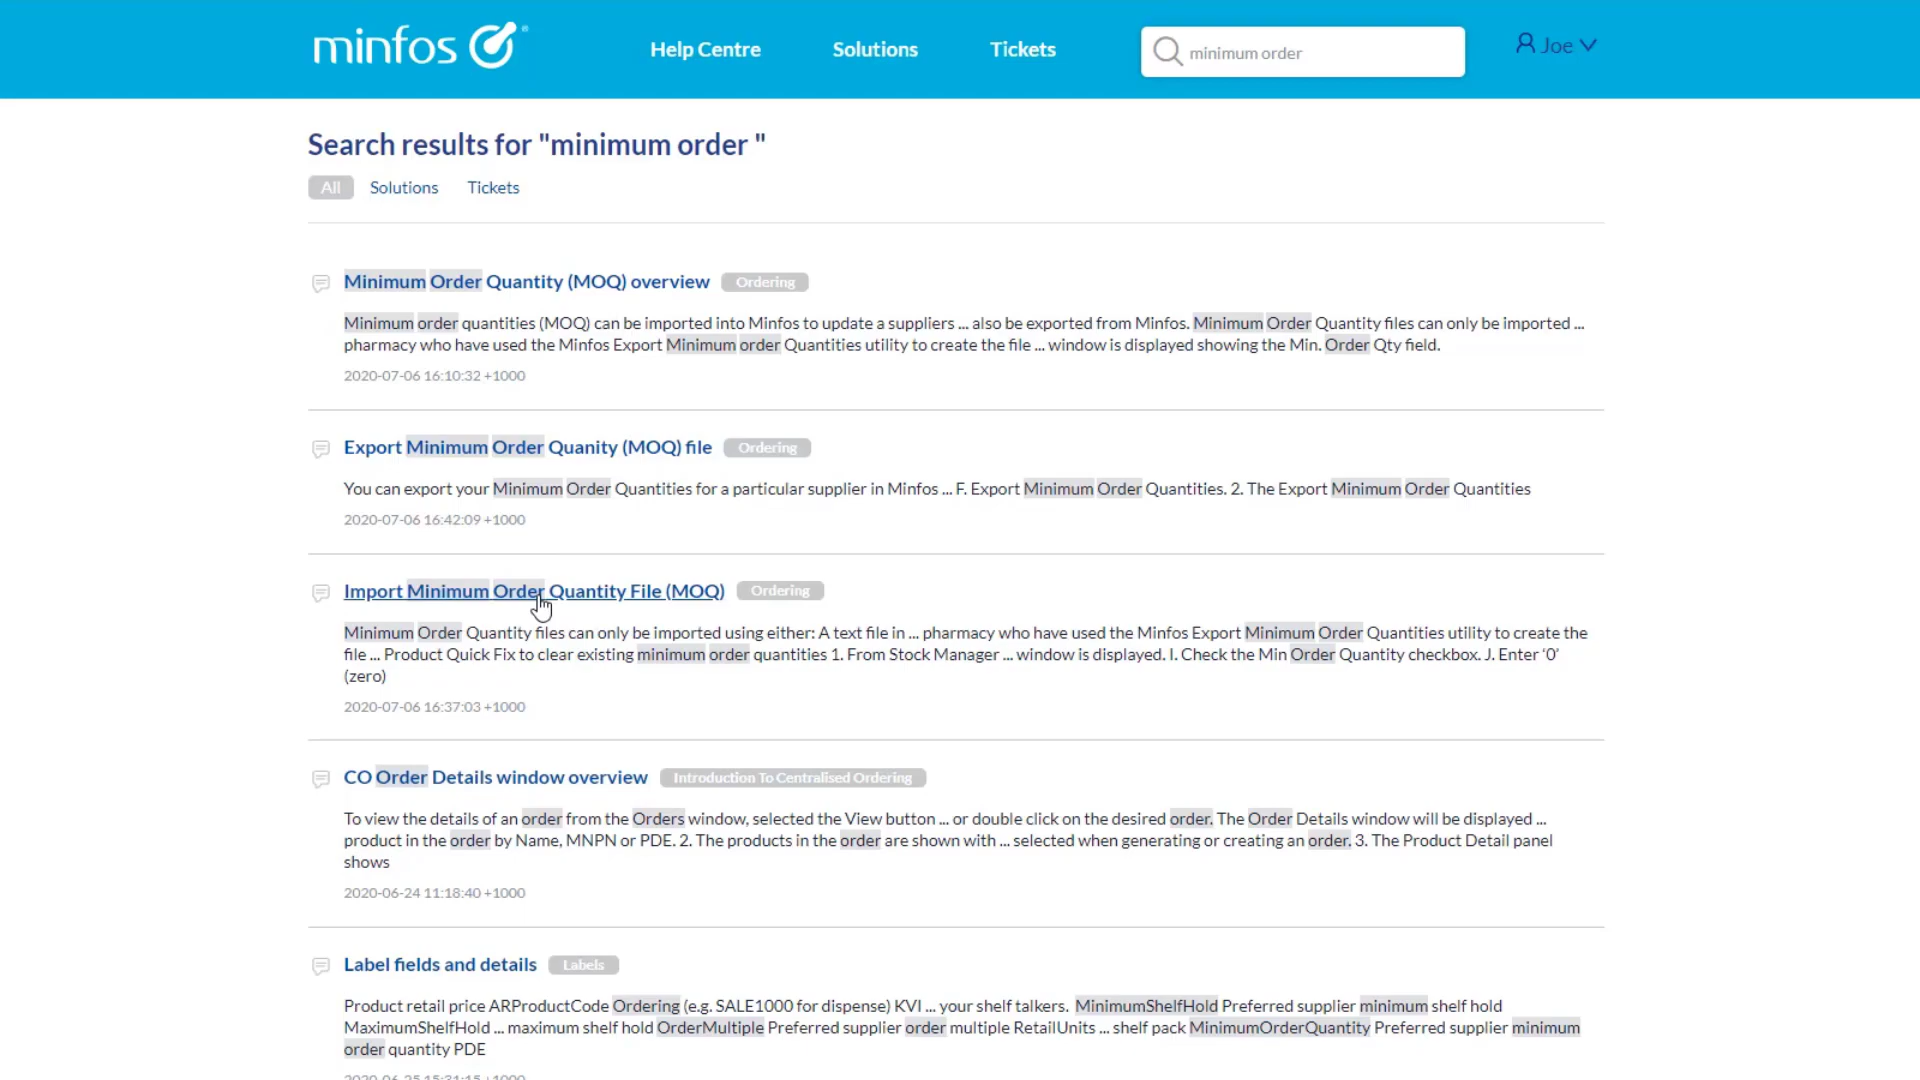 minfos
Help Centre
Solutions
Tickets
minimum order
Joe
Search results for "minimum order "
All
Solutions
Tickets
Minimum Order Quantity (MOQ) overview
Ordering
Minimum order quantities (MOQ) can be imported into Minfos to update a suppliers ... also be exported from Minfos. Minimum Order Quantity files can only be imported ...
pharmacy who have used the Minfos Export Minimum order Quantities utility to create the file ... window is displayed showing the Min. Order Qty field.
2020-07-06 16:10:32 +1000
Export Minimum Order Quanity (MOQ) file
Ordering
You can export your Minimum Order Quantities for a particular supplier in Minfos ... F. Export Minimum Order Quantities. 2. The Export Minimum Order Quantities
2020-07-06 16:42:09 +1000
Import Minimum Order Quantity File (MOQ)
Ordering
Minimum Order Quantity files can only be imported using either: A text file in ... pharmacy who have used the Minfos Export Minimum Order Quantities utility to create the
file ... Product Quick Fix to clear existing minimum order quantities 1. From Stock Manager ... window is displayed. I. Check the Min Order Quantity checkbox. J. Enter ‘0’
(zero)
2020-07-06 16:37:03 +1000
CO Order Details window overview
Introduction To Centralised Ordering
To view the details of an order from the Orders window, selected the View button ... or double click on the desired order. The Order Details window will be displayed ...
product in the order by Name, MNPN or PDE. 2. The products in the order are shown with ... selected when generating or creating an order. 3. The Product Detail panel
shows
2020-06-24 11:18:40 +1000
Label fields and details
Labels
Product retail price ARProductCode Ordering (e.g. SALE1000 for dispense) KVI ... your shelf talkers. MinimumShelfHold Preferred supplier minimum shelf hold
MaximumShelfHold ... maximum shelf hold OrderMultiple Preferred supplier order multiple RetailUnits ... shelf pack MinimumOrderQuantity Preferred supplier minimum
order quantity PDE
2020-06-25 15:31:15 +1000